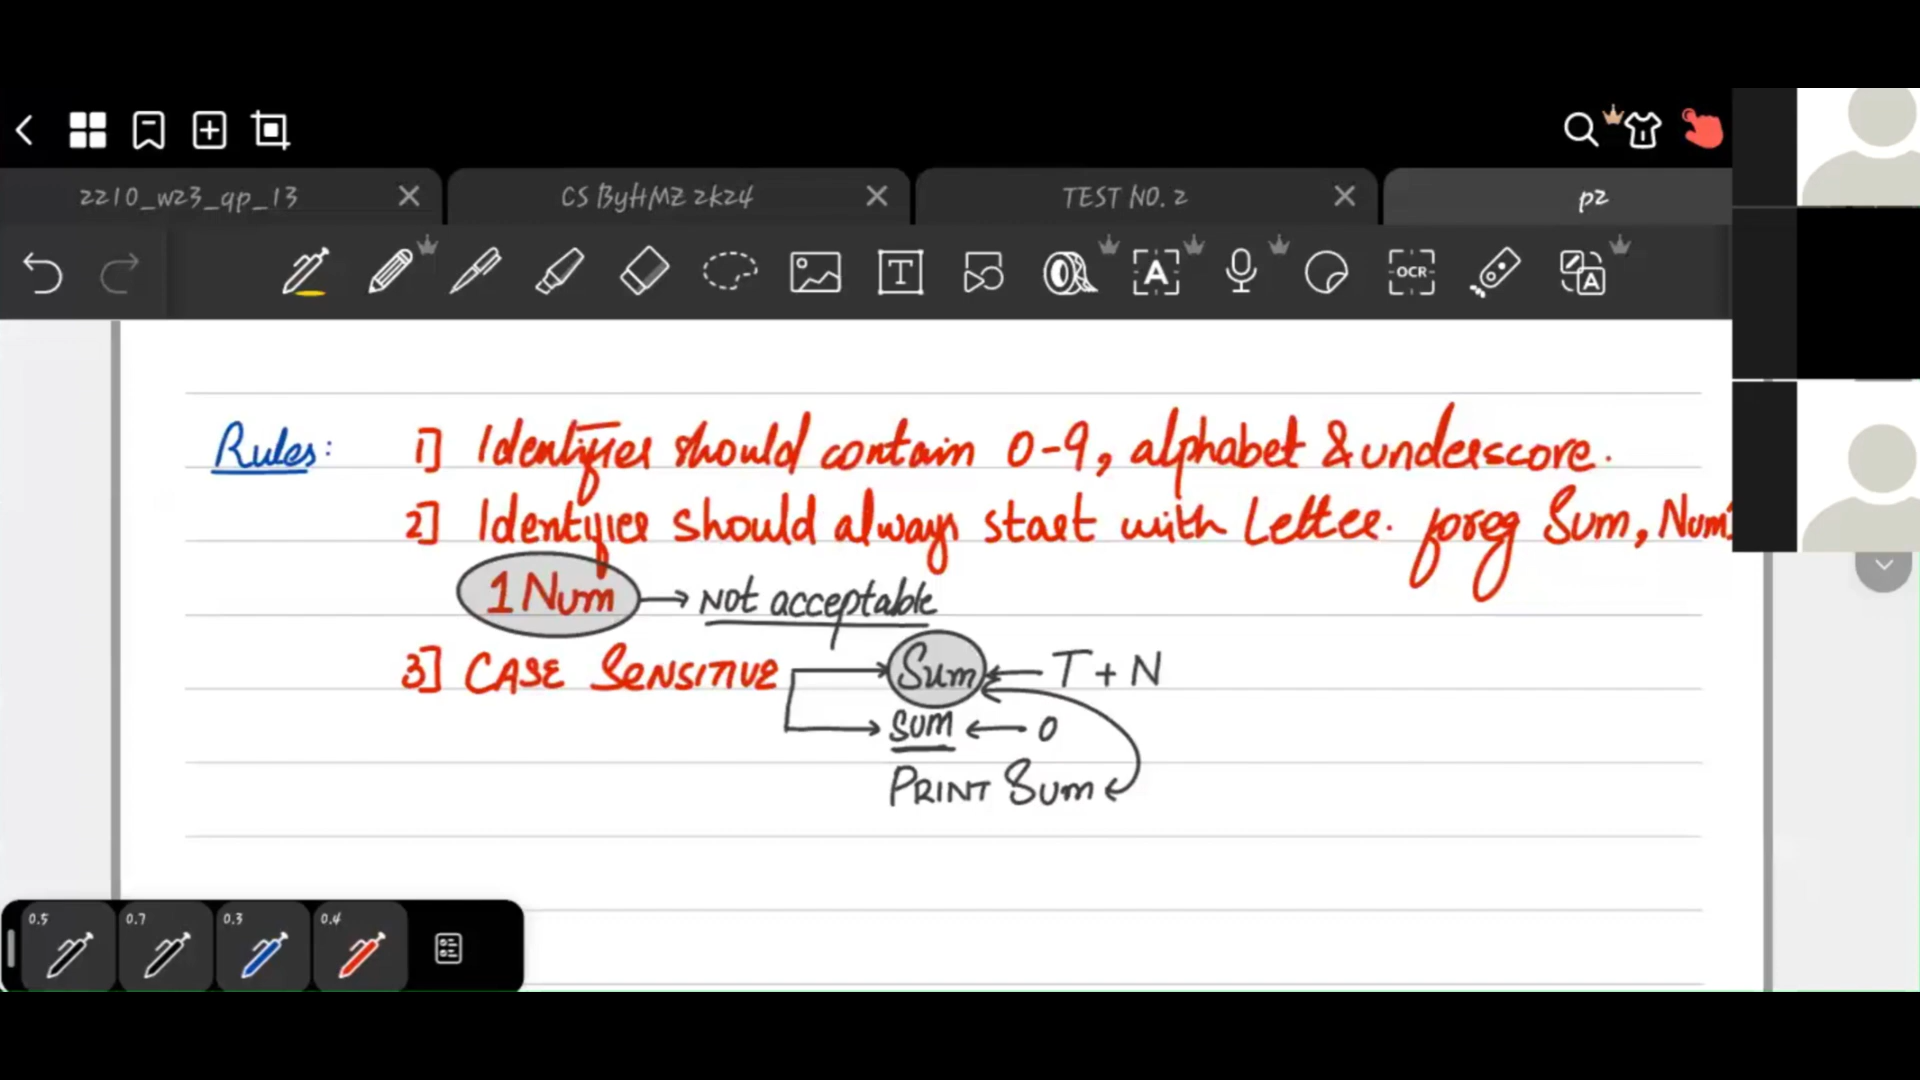 2210_w23_qp_13
CS ByHMZ 2k24
TEST NO. 2
p2
T
A
OCR
A
Rules: 1] Identifier should contain 0-9, alphabet & underscore.
2] Identifier should always start with Letter. foreg Sum, Num
1Num → NOT acceptable
3] CASE SENSITIVE → Sum ← T + N
→ SUM ← 0
PRINT Sum
0.5 0.7 0.3 0.4